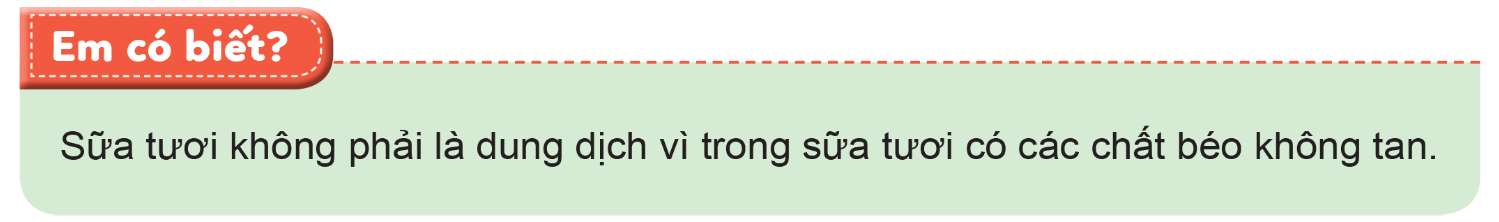 Em có biết?
Sữa tươi không phải là dung dịch vì trong sữa tươi có các chất béo không tan.